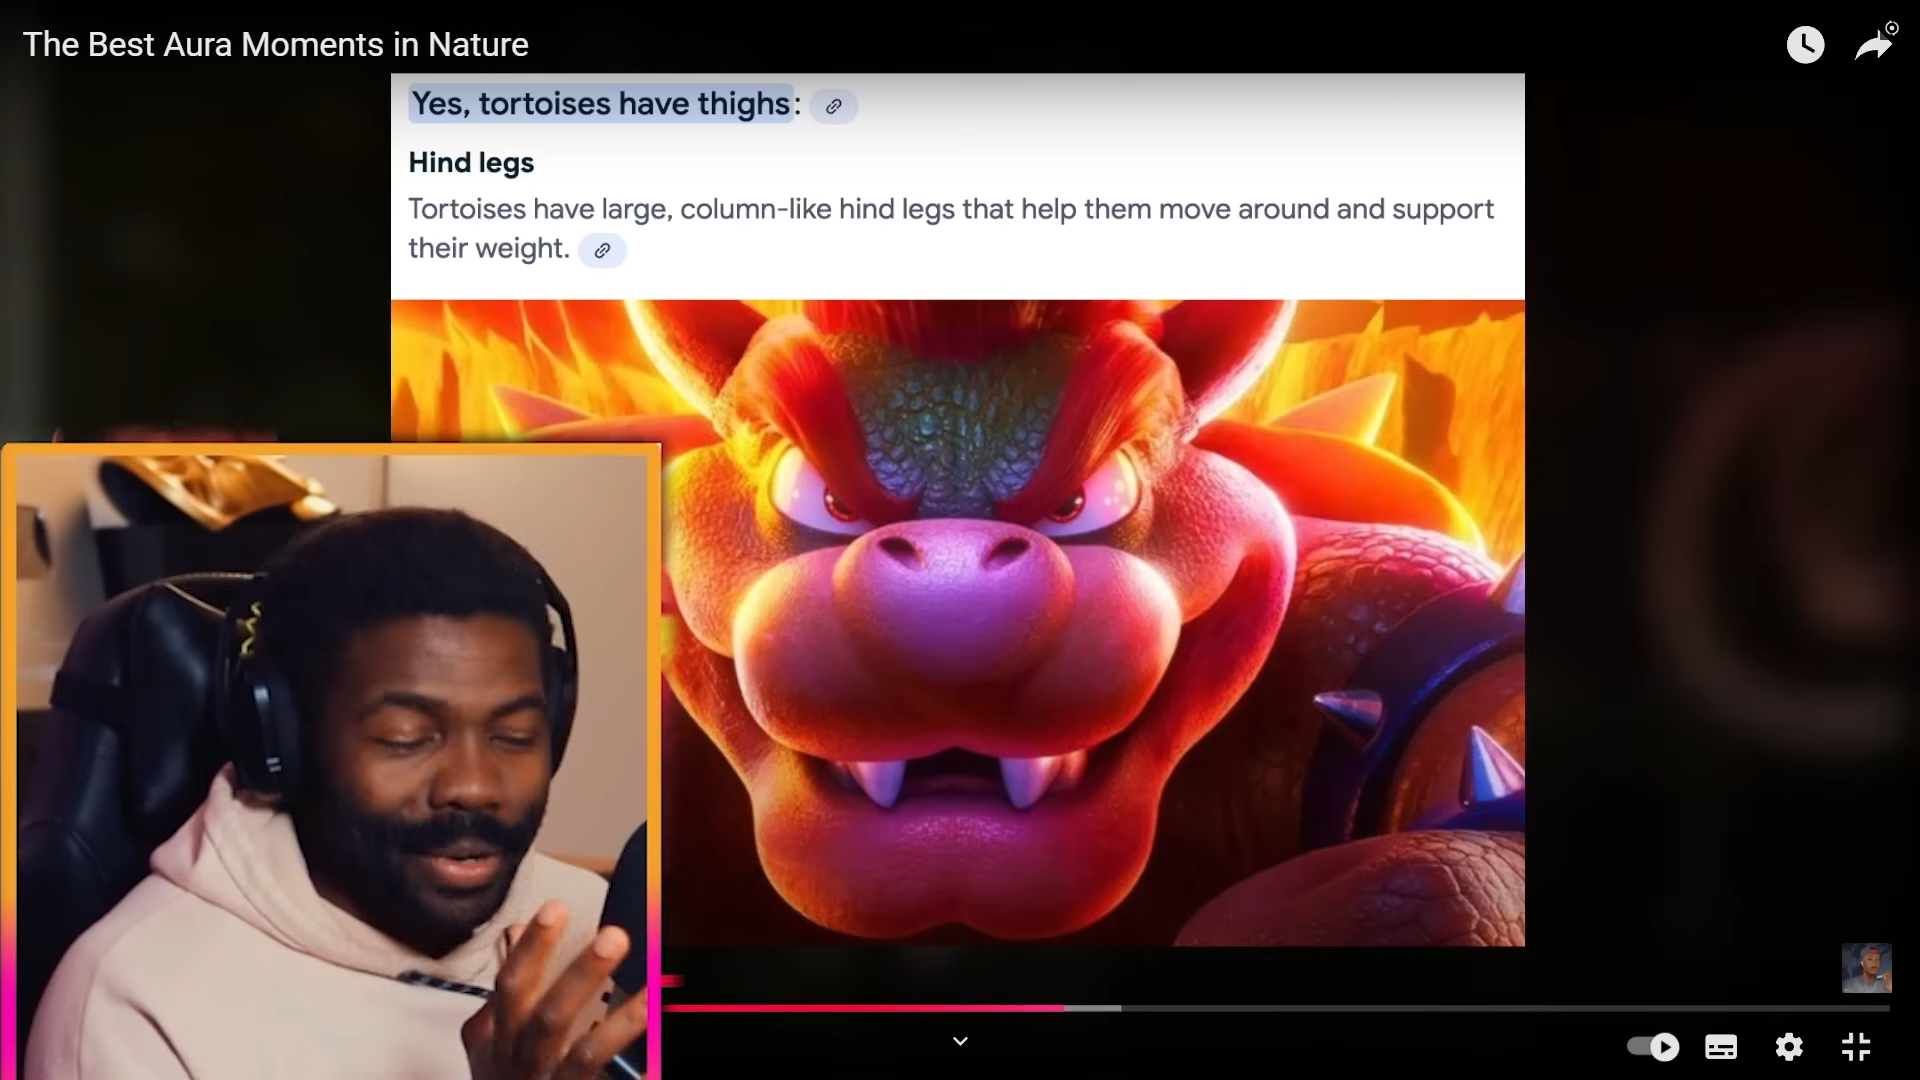 The Best Aura Moments in Nature
Yes, tortoises have thighs:
Hind legs
Tortoises have large, column-like hind legs that help them move around and support
their weight.